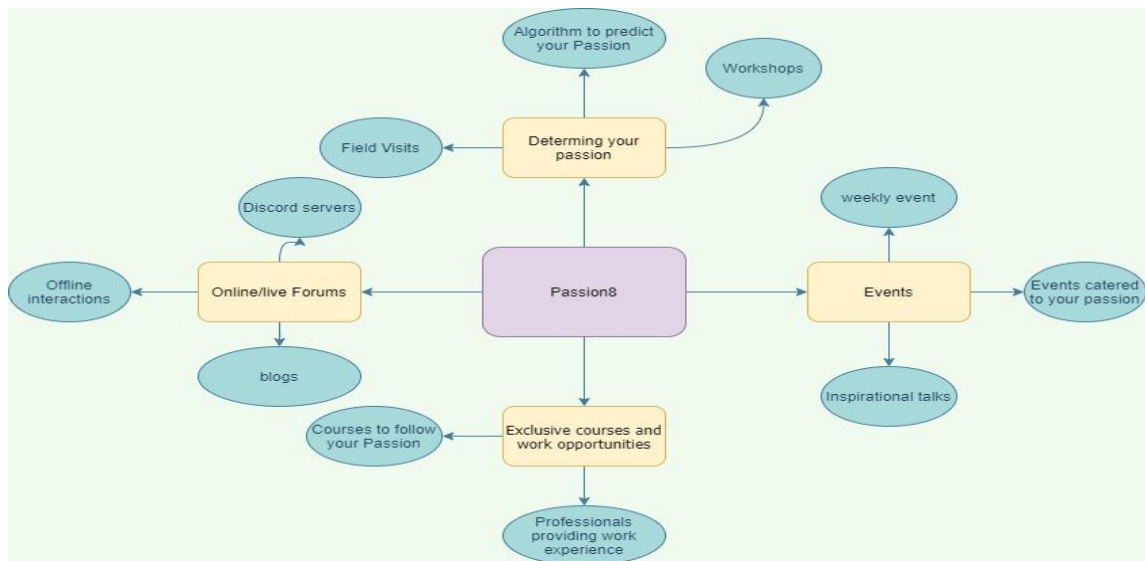 Algorithm to predict
your Passion
Workshops
Determing your
passion
Field Visits
Discord servers
weekly event
Offline
interactions
Online/live Forums
Passion8
Events
Events catered
to your passion
blogs
Inspirational talks
Courses to follow
your Passion
Exclusive courses and
work opportunities
Professionals
providing work
experience